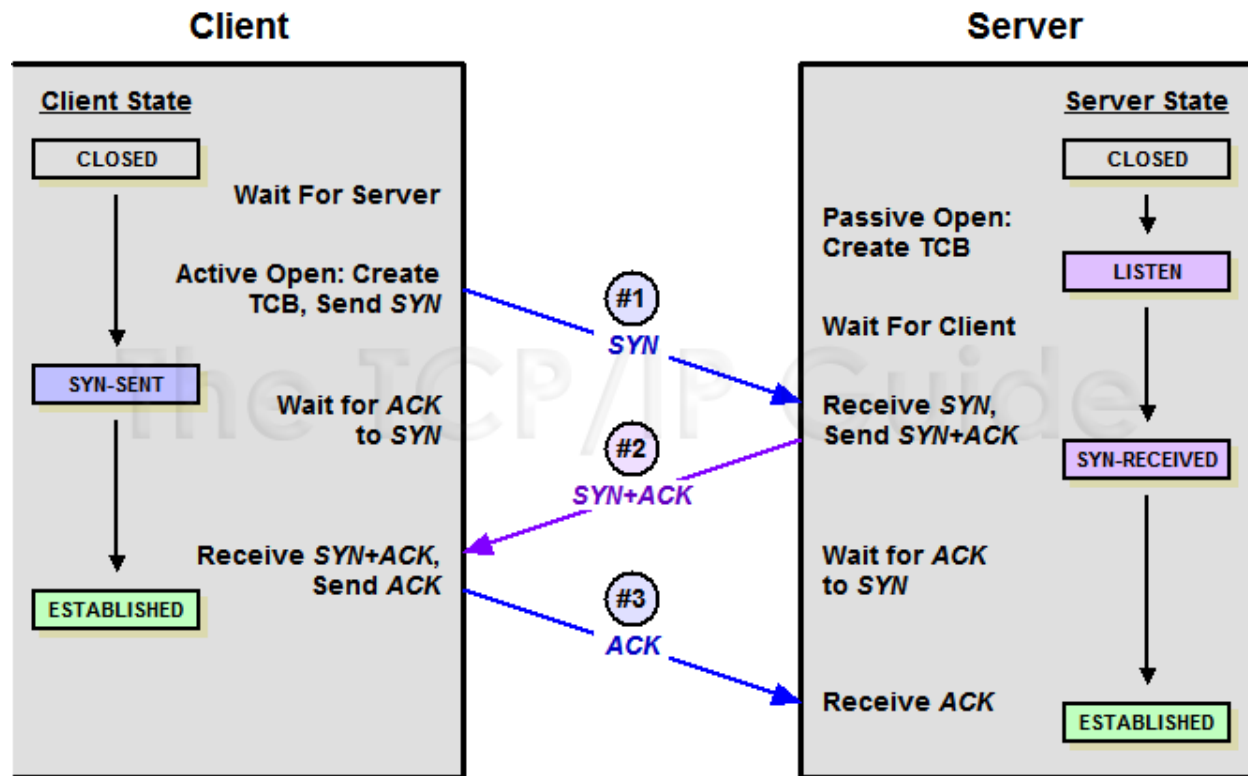 Client
Server
Client State
CLOSED
Wait For Server
Active Open: Create
TCB, Send SYN
SYN-SENT
Wait for ACK
to SYN
Receive SYN+ACK,
Send ACK
ESTABLISHED
#1
SYN
#2
SYN+ACK
#3
ACK
Server State
CLOSED
Passive Open:
Create TCB
LISTEN
Wait For Client
Receive SYN,
Send SYN+ACK
SYN-RECEIVED
Wait for ACK
to SYN
Receive ACK
ESTABLISHED
The TCP/IP Guide